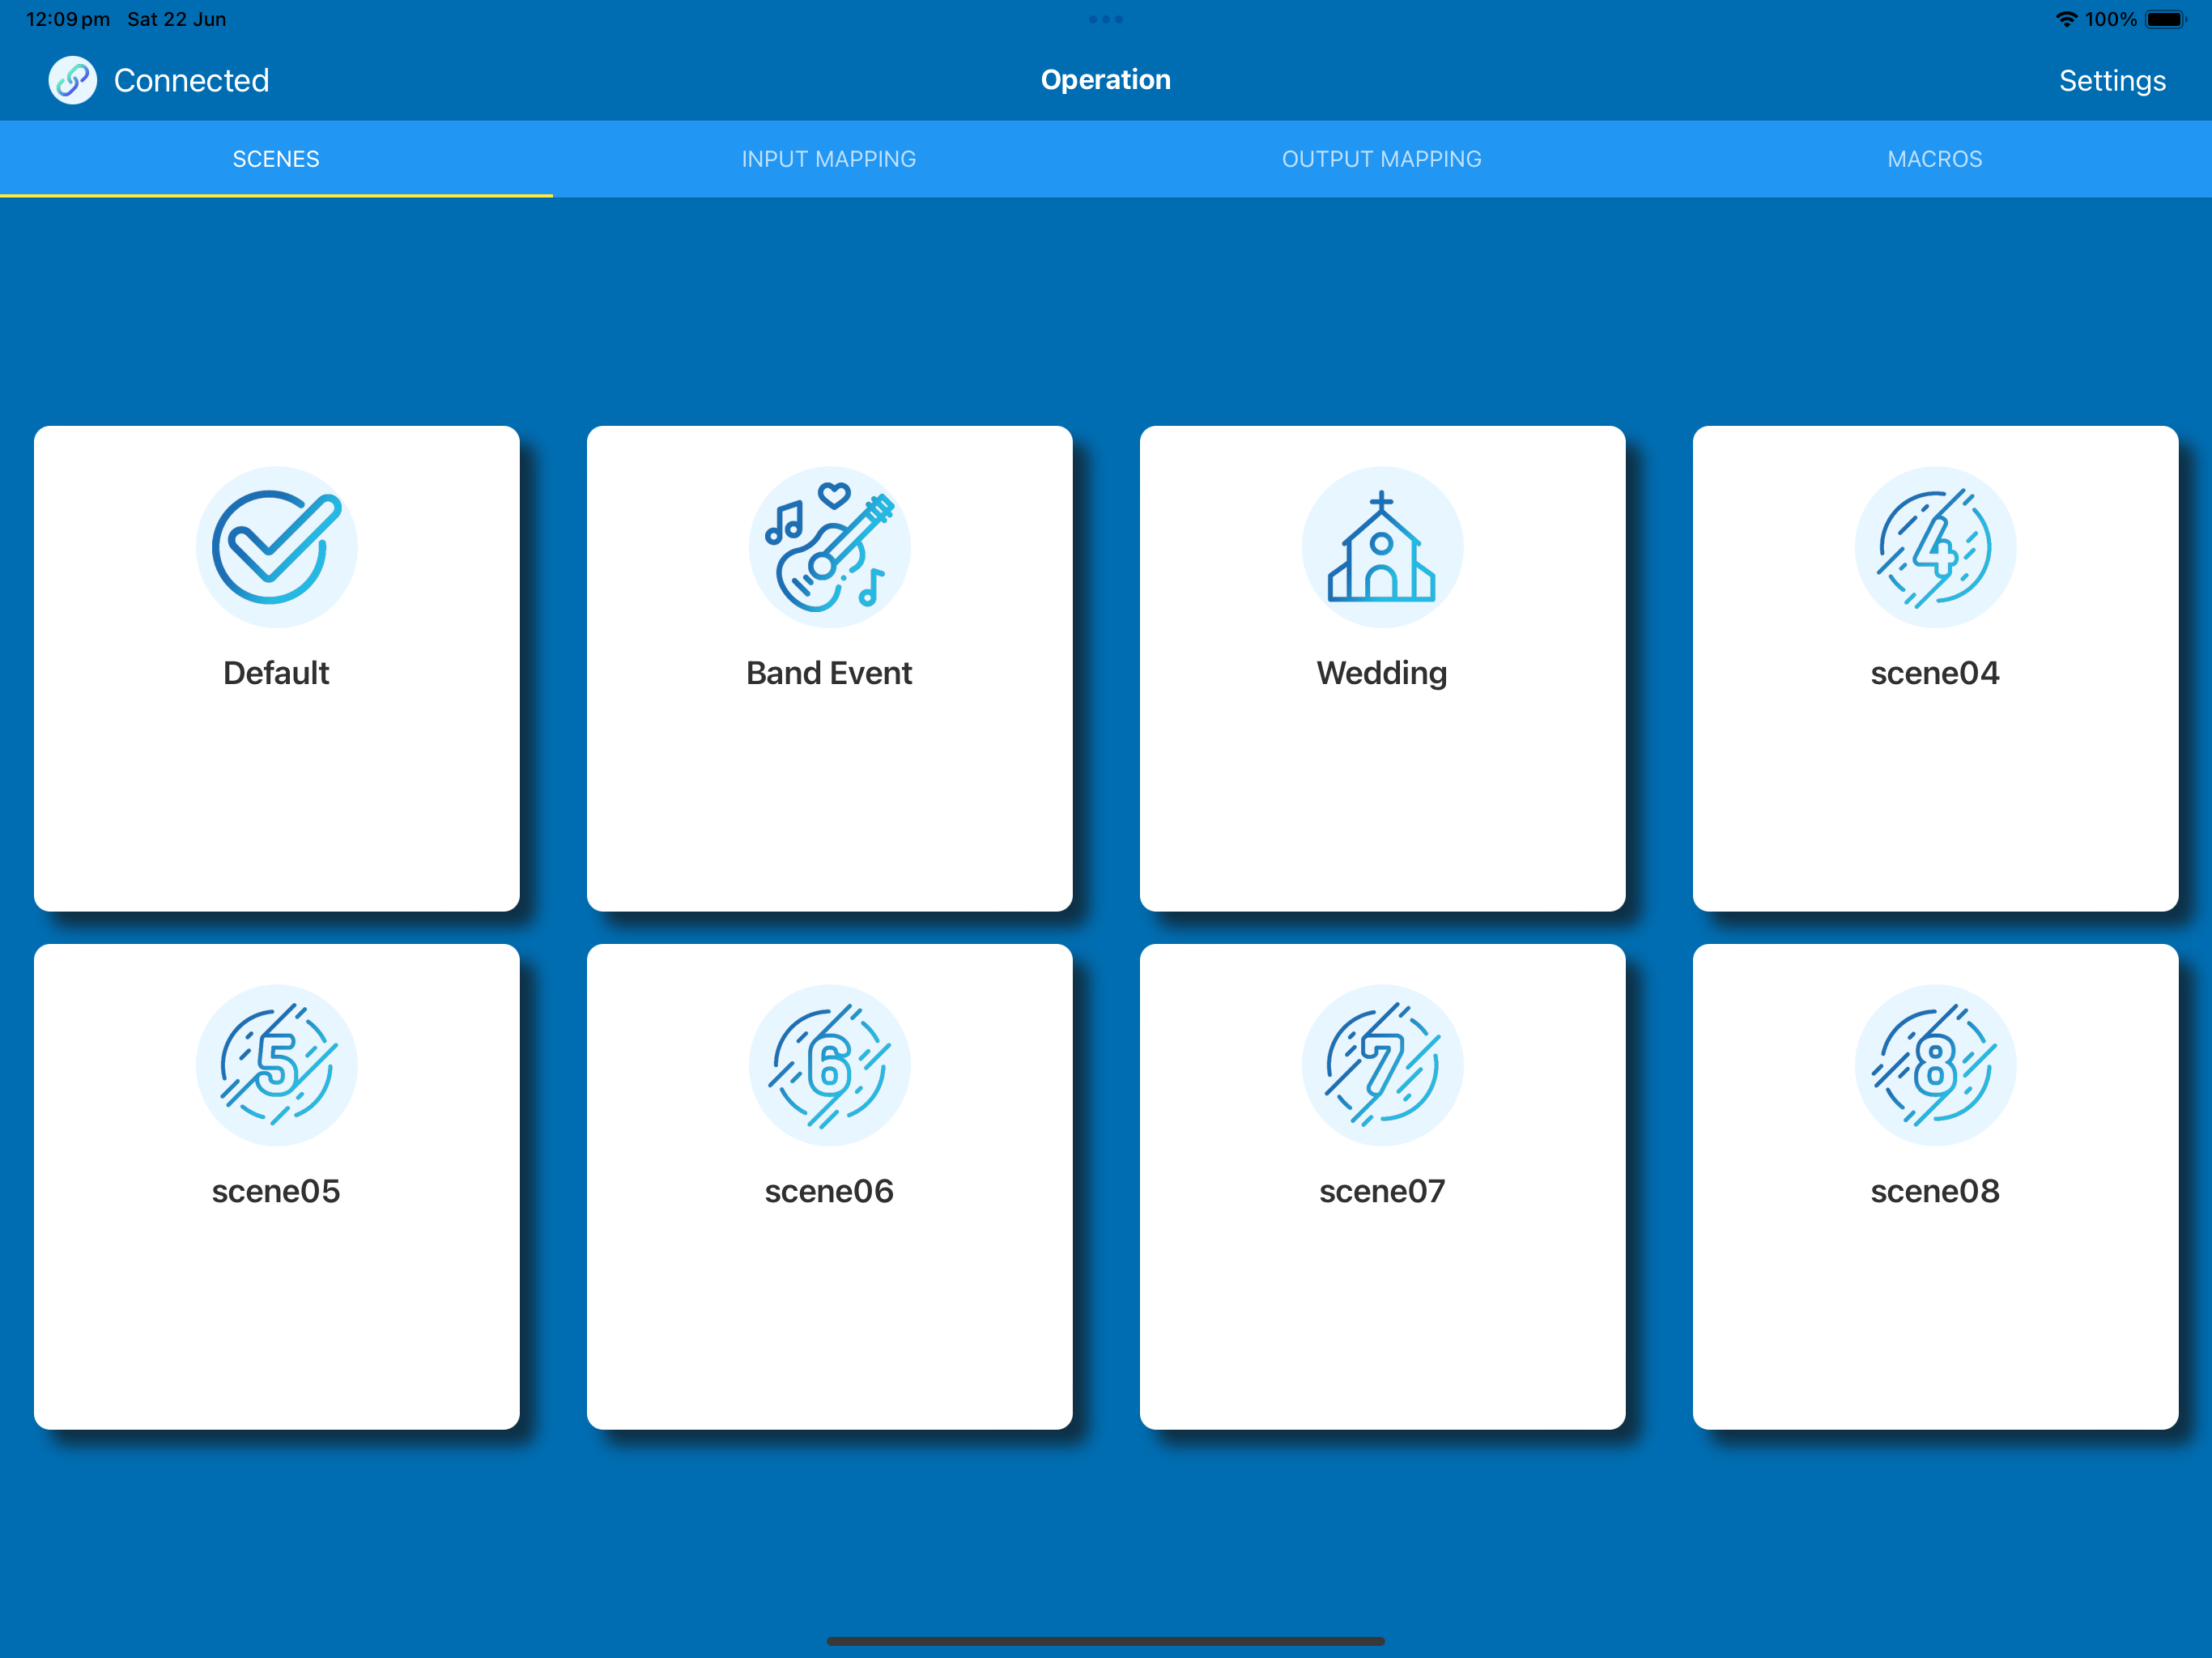 12:09 pm Sat 22 Jun
100%
Connected
Operation
Settings
SCENES
INPUT MAPPING
OUTPUT MAPPING
MACROS
Default
Band Event
Wedding
4
scene04
5
scene05
6
scene06
7
scene07
8
scene08